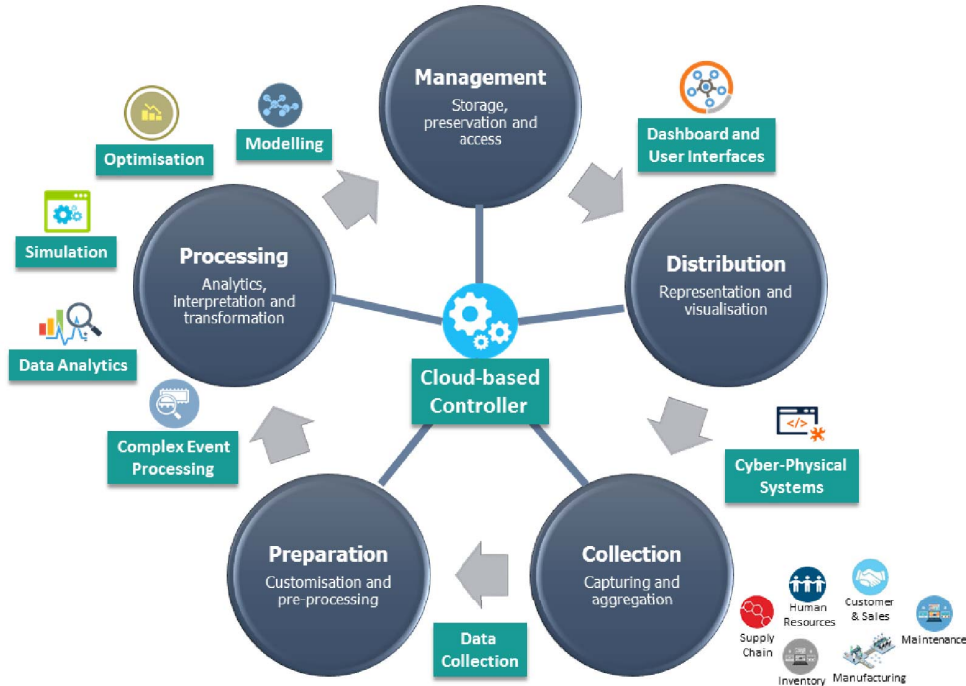 Management
Storage,
preservation and
access
Dashboard and
User Interfaces
Modelling
Optimisation
Simulation
Processing
Analytics,
interpretation and
transformation
Distribution
Representation and
visualisation
Data Analytics
Cloud-based
Controller
Complex Event
Processing
Cyber-Physical
Systems
Preparation
Customisation and
pre-processing
Collection
Capturing and
aggregation
Data
Collection
Human
Resources
Customer
& Sales
Supply
Chain
Maintenance
Inventory
Manufacturing